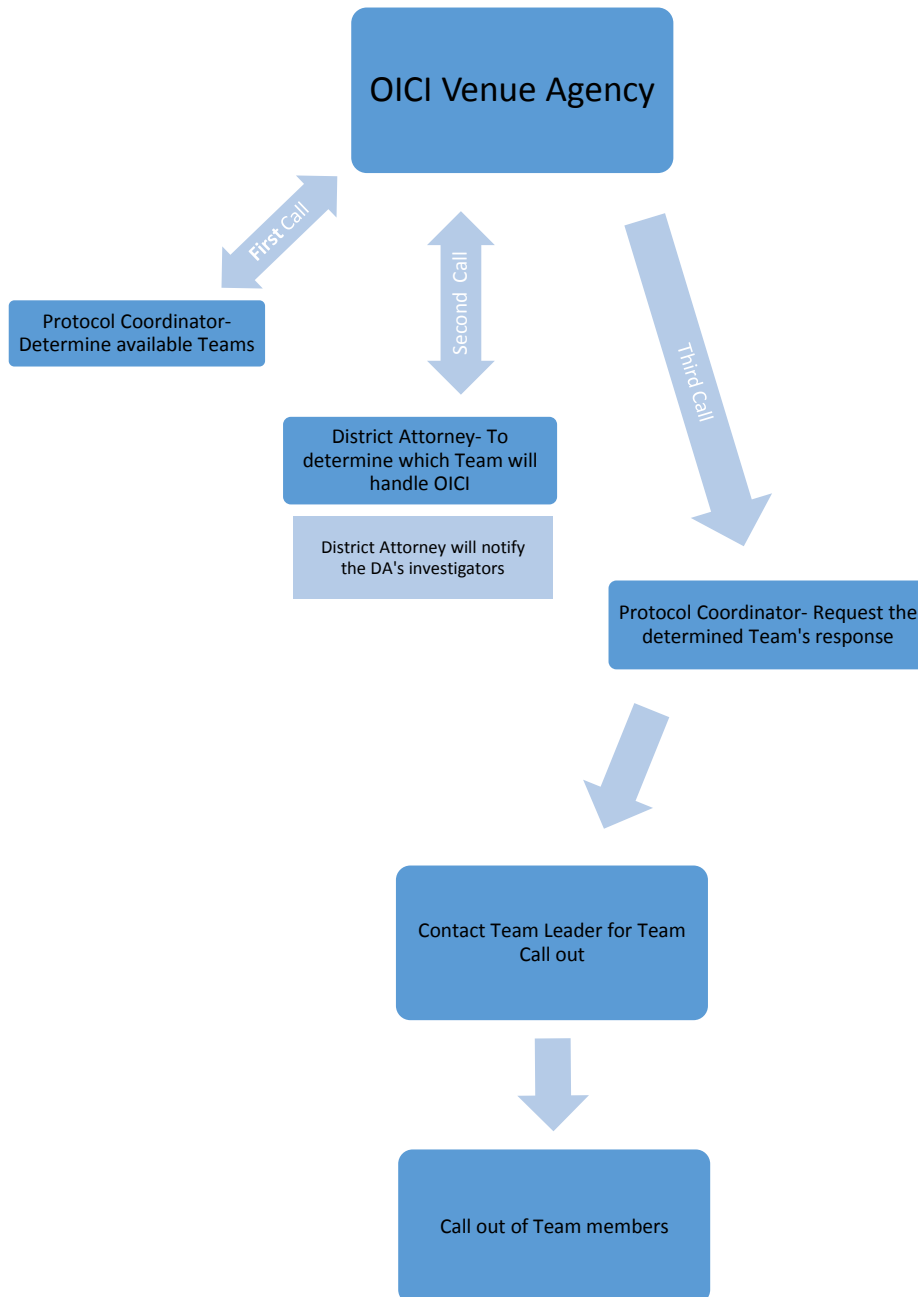 OICI Venue Agency
First Call
Protocol Coordinator-
Determine available Teams
Second Call
District Attorney- To
determine which Team will
handle OICI
District Attorney will notify
the DA's investigators
Third Call
Protocol Coordinator- Request the
determined Team's response
Contact Team Leader for Team
Call out
Call out of Team members